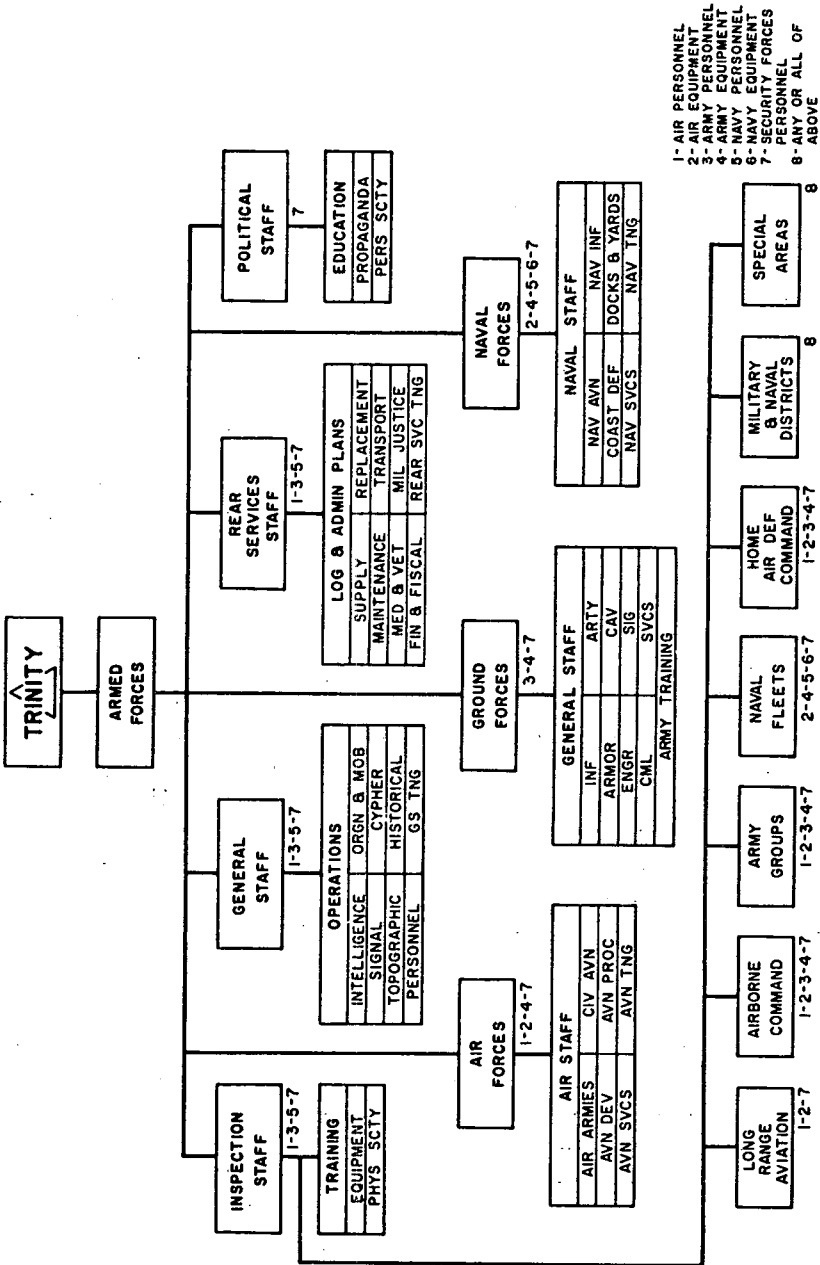 TRINITY
ARMED
FORCES
INSPECTION
STAFF
1-3-5-7
TRAINING
EQUIPMENT
PHYS SCTY
GENERAL
STAFF
1-3-5-7
OPERATIONS
INTELLIGENCE ORGN & MOB
SIGNAL CYPHER
TOPOGRAPHIC HISTORICAL
PERSONNEL GS TNG
REAR
SERVICES
STAFF
1-3-5-7
LOG & ADMIN PLANS
SUPPLY REPLACEMENT
MAINTENANCE TRANSPORT
MED & VET MIL JUSTICE
FIN & FISCAL REAR SVC TNG
POLITICAL
STAFF
7
EDUCATION
PROPAGANDA
PERS SCTY
AIR
FORCES
1-2-4-7
AIR STAFF
AIR ARMIES CIV AVN
AVN DEV AVN PROC
AVN SVCS AVN TNG
GROUND
FORCES
3-4-7
GENERAL STAFF
INF ARTY
ARMOR CAV
ENGR SIG
CML SVCS
ARMY TRAINING
NAVAL
FORCES
2-4-5-6-7
NAVAL STAFF
NAV AVN NAV INF
COAST DEF DOCKS & YARDS
NAV SVCS NAV TNG
LONG
RANGE
AVIATION
1-2-7
AIRBORNE
COMMAND
1-2-3-4-7
ARMY
GROUPS
1-2-3-4-7
NAVAL
FLEETS
2-4-5-6-7
HOME
AIR DEF
COMMAND
1-2-3-4-7
MILITARY
& NAVAL
DISTRICTS
8
SPECIAL
AREAS
8
1- AIR PERSONNEL
2- AIR EQUIPMENT
3- ARMY PERSONNEL
4- ARMY EQUIPMENT
5- NAVY PERSONNEL
6- NAVY EQUIPMENT
7- SECURITY FORCES
PERSONNEL
8- ANY OR ALL OF
ABOVE